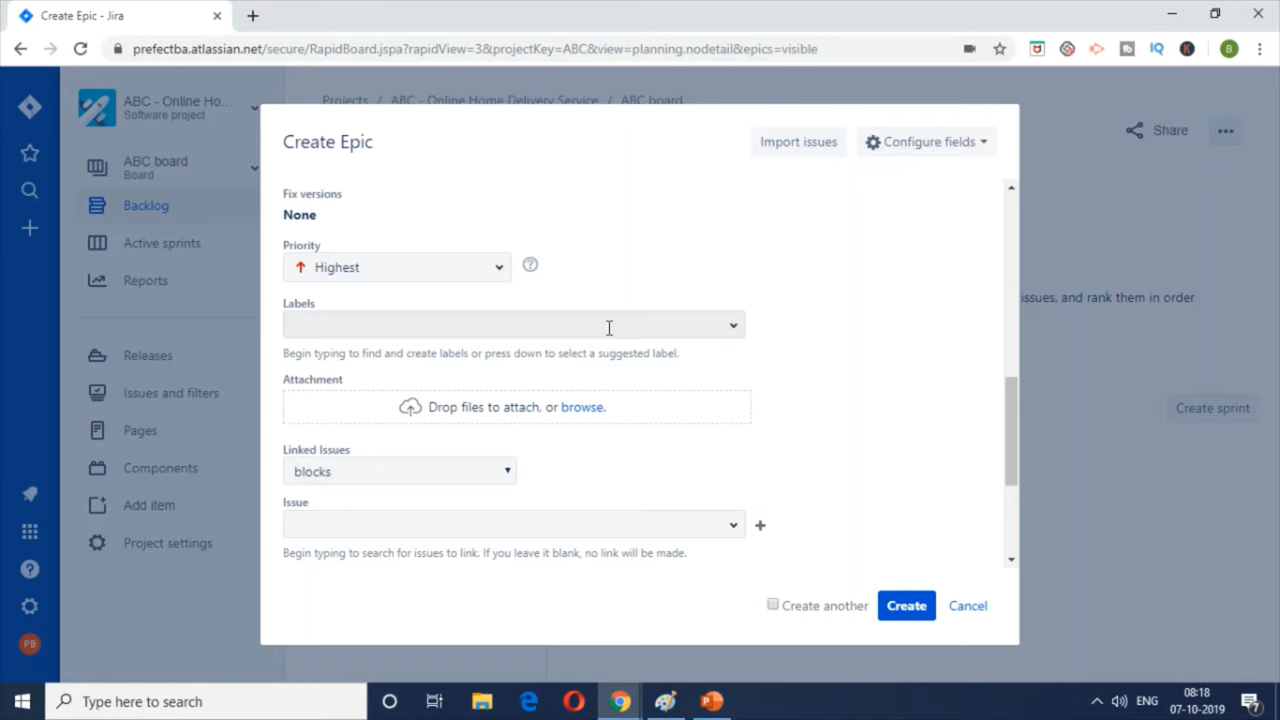 Create Epic - Jira
prefectba.atlassian.net/secure/RapidBoard.jspa?rapidView=3&projectKey=ABC&view=planning.nodetail&epics=visible
IQ
K
B
ABC - Online Ho...
Software project
Projects / ABC - Online Home Delivery Service / ABC board
Share
ABC board
Board
Backlog
Active sprints
Reports
Releases
Issues and filters
Pages
Components
Add item
Project settings
PB
Create Epic
Import issues
Configure fields
Fix versions
None
Priority
Highest
Labels
Begin typing to find and create labels or press down to select a suggested label.
Attachment
Drop files to attach, or browse.
Linked Issues
blocks
Issue
Begin typing to search for issues to link. If you leave it blank, no link will be made.
Create another
Create
Cancel
issues, and rank them in order
Create sprint
Type here to search
ENG
08:18
07-10-2019
7